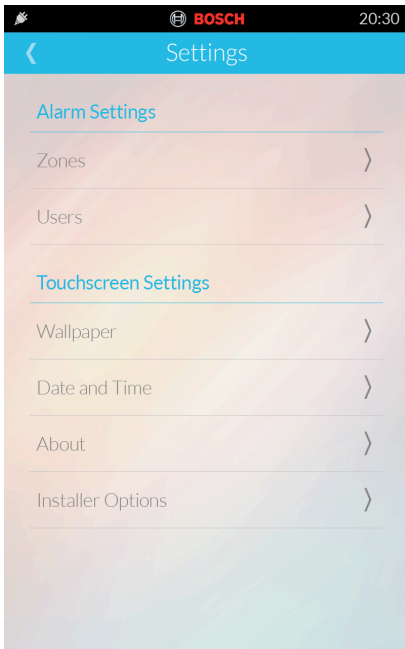 BOSCH 20:30
Settings
Alarm Settings
Zones
Users
Touchscreen Settings
Wallpaper
Date and Time
About
Installer Options